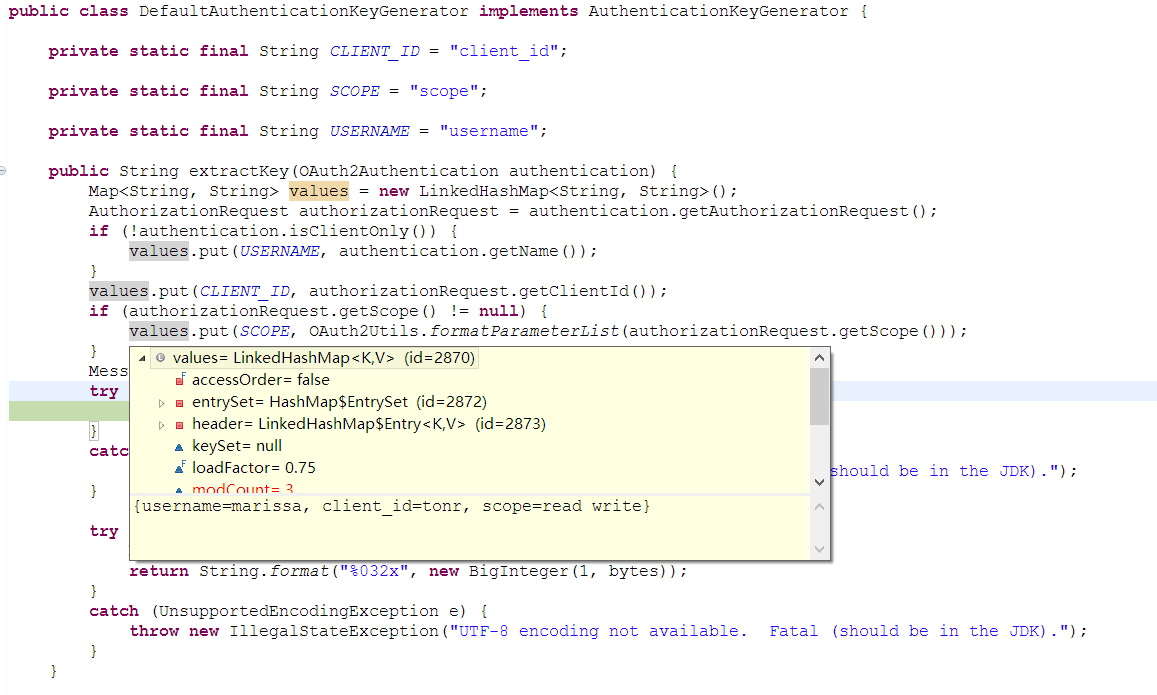 public class DefaultAuthenticationKeyGenerator implements AuthenticationKeyGenerator {
private static final String CLIENT_ID = "client_id";
private static final String SCOPE = "scope";
private static final String USERNAME = "username";
public String extractKey(OAuth2Authentication authentication) {
Map<String, String> values = new LinkedHashMap<String, String>();
AuthorizationRequest authorizationRequest = authentication.getAuthorizationRequest();
if (!authentication.isClientOnly()) {
values.put(USERNAME, authentication.getName());
}
values.put(CLIENT_ID, authorizationRequest.getClientId());
if (authorizationRequest.getScope() != null) {
values.put(SCOPE, OAuth2Utils.formatParameterList(authorizationRequest.getScope()));
}
values= LinkedHashMap<K,V> (id=2870)
Mess
accessOrder= false
try
entrySet= HashMap$EntrySet (id=2872)
header= LinkedHashMap$Entry<K,V> (id=2873)
}
keySet= null
catc
loadFactor= 0.75
should be in the JDK).");
modCount= 3
}
{username=marissa, client_id=tonr, scope=read write}
try
return String.format("%032x", new BigInteger(1, bytes));
}
catch (UnsupportedEncodingException e) {
throw new IllegalStateException("UTF-8 encoding not available.  Fatal (should be in the JDK).");
}
}